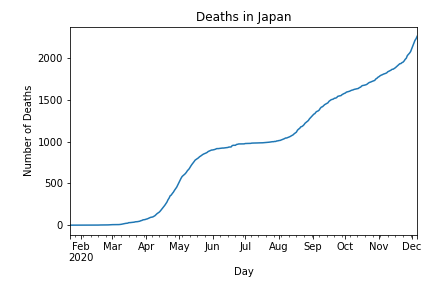 Deaths in Japan
Number of Deaths
2000
1500
1000
500
0
Feb Mar Apr May Jun Jul Aug Sep Oct Nov Dec
2020
Day